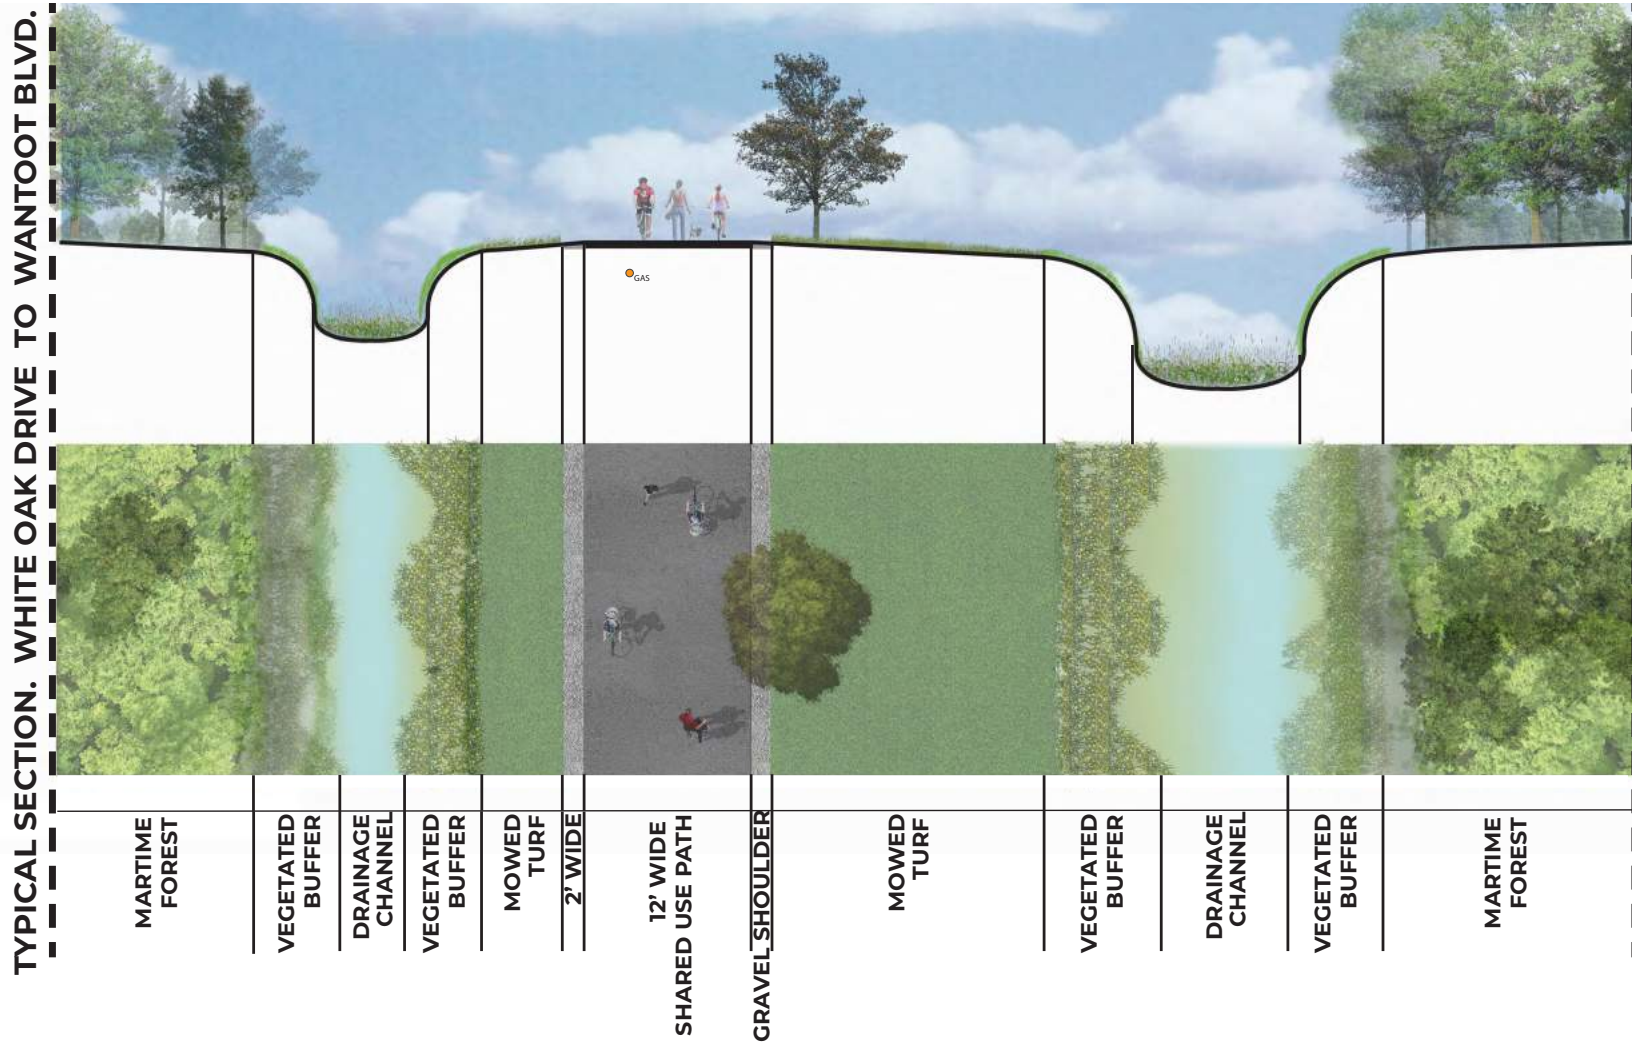 TYPICAL SECTION. WHITE OAK DRIVE TO WANTOOT BLVD.
GAS
MARTIME
FOREST
VEGETATED
BUFFER
DRAINAGE
CHANNEL
VEGETATED
BUFFER
MOWED
TURF
2' WIDE
12' WIDE
SHARED USE PATH
GRAVEL SHOULDER
MOWED
TURF
VEGETATED
BUFFER
DRAINAGE
CHANNEL
VEGETATED
BUFFER
MARTIME
FOREST